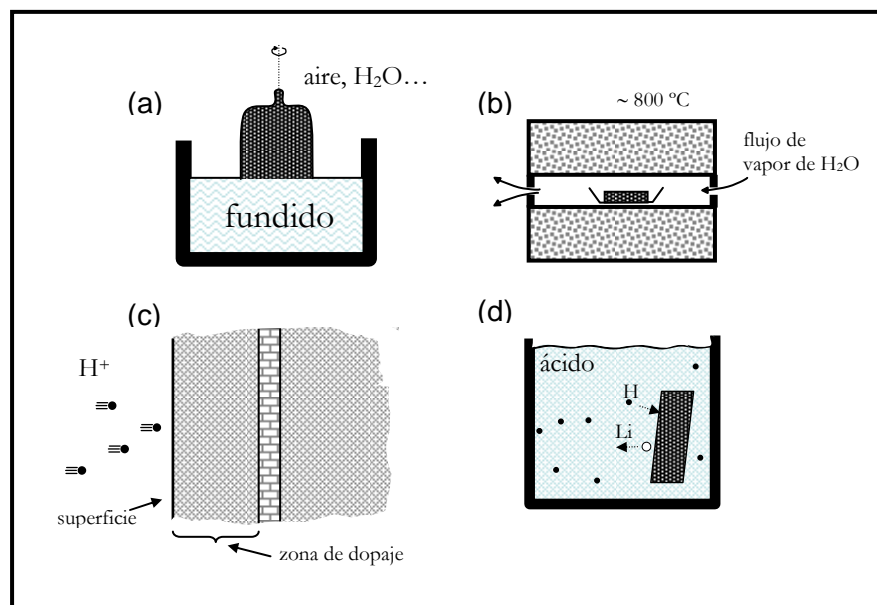 (a)
aire, H₂O…
fundido
(b)
~ 800 ºC
flujo de
vapor de H₂O
(c)
H⁺
superficie
zona de dopaje
(d)
ácido
H
Li